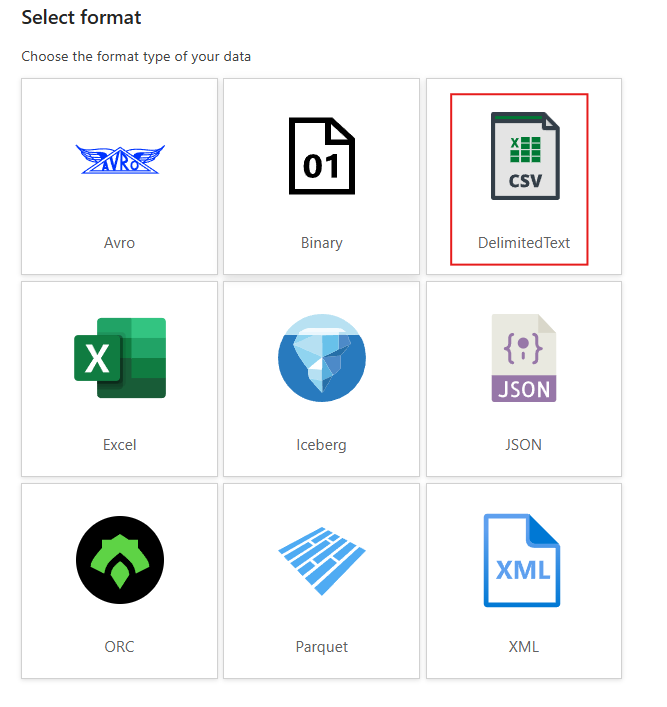 Select format
Choose the format type of your data
AVRO
01
X
CSV
Avro
Binary
DelimitedText
X
{ }
JSON
Excel
Iceberg
JSON
XML
ORC
Parquet
XML